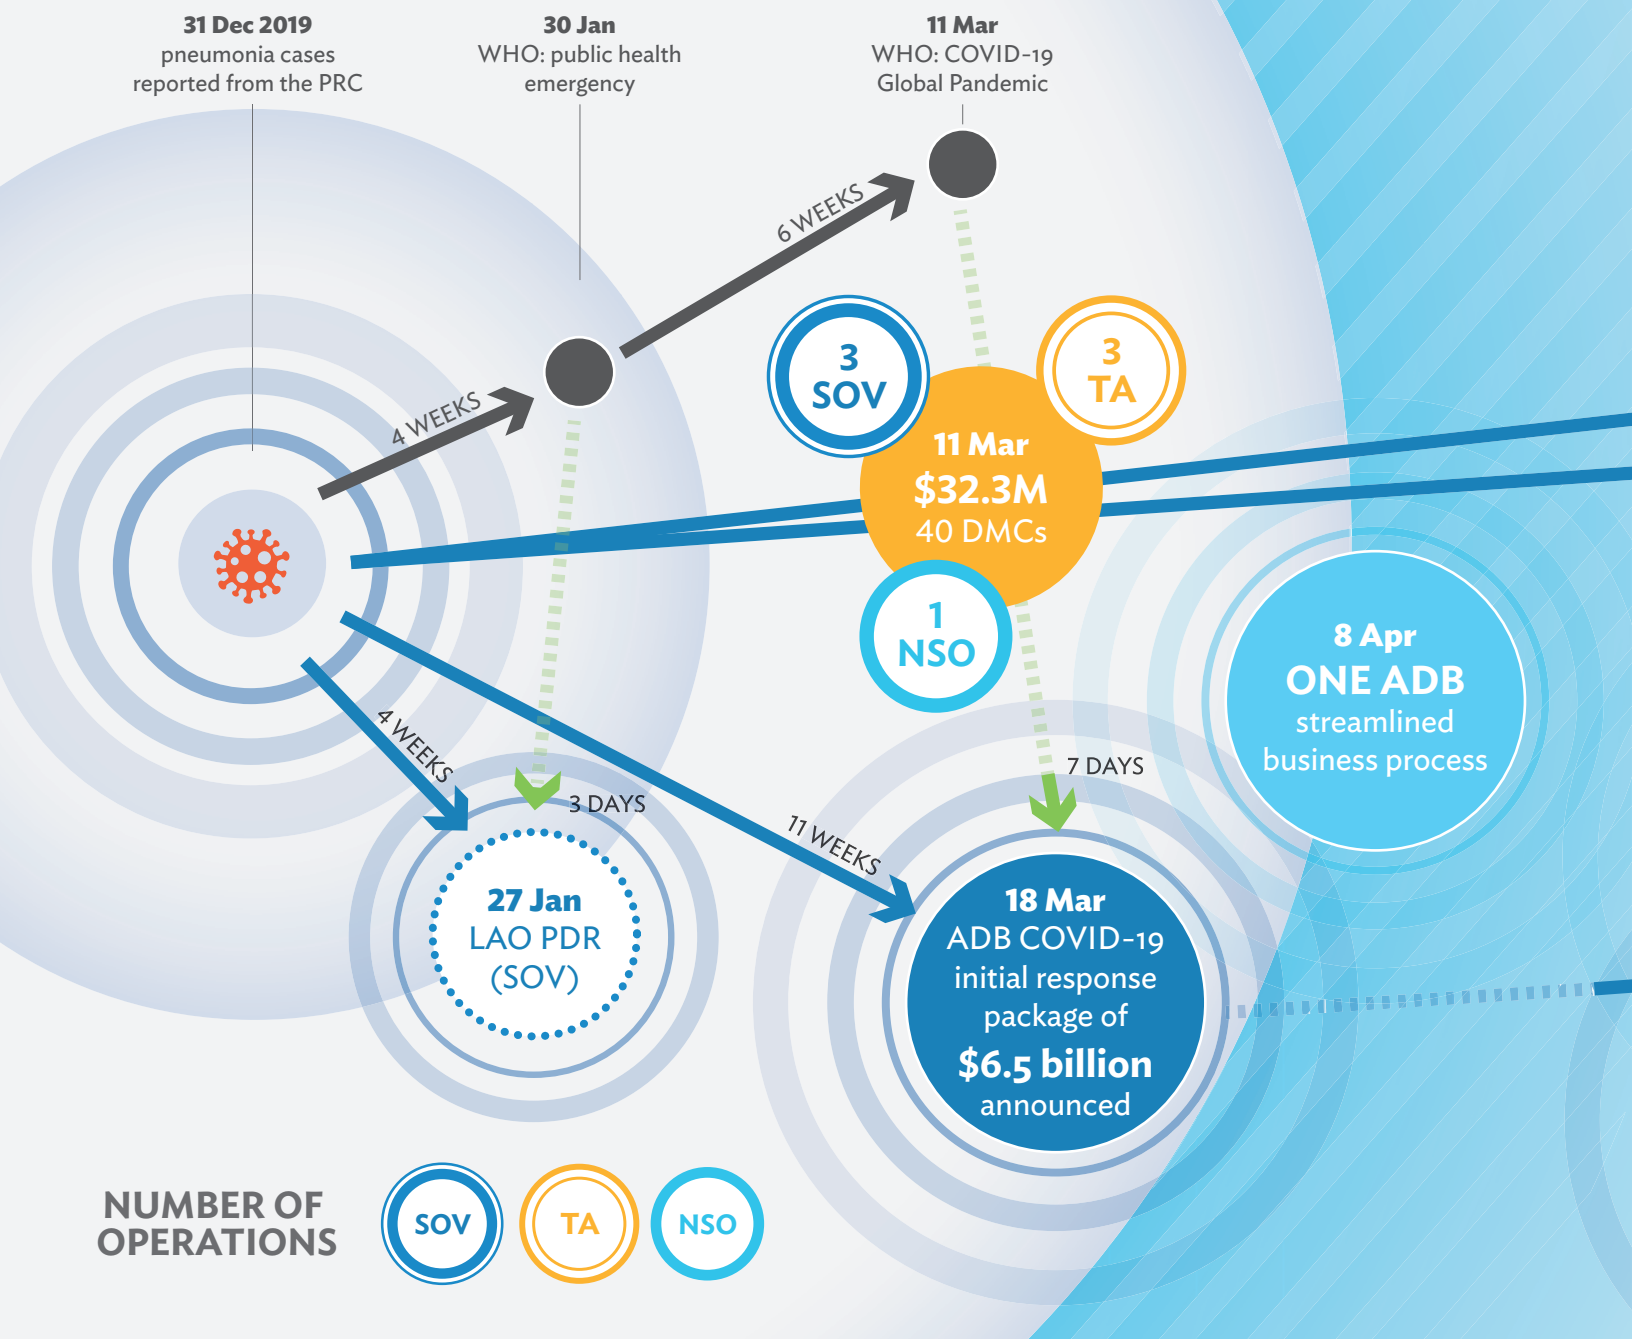 31 Dec 2019
pneumonia cases
reported from the PRC
30 Jan
WHO: public health
emergency
11 Mar
WHO: COVID-19
Global Pandemic
6 WEEKS
4 WEEKS
3
SOV
3
TA
11 Mar
$32.3M
40 DMCs
1
NSO
8 Apr
ONE ADB
streamlined
business process
4 WEEKS
3 DAYS
7 DAYS
11 WEEKS
27 Jan
LAO PDR
(SOV)
18 Mar
ADB COVID-19
initial response
package of
$6.5 billion
announced
NUMBER OF
OPERATIONS
SOV
TA
NSO